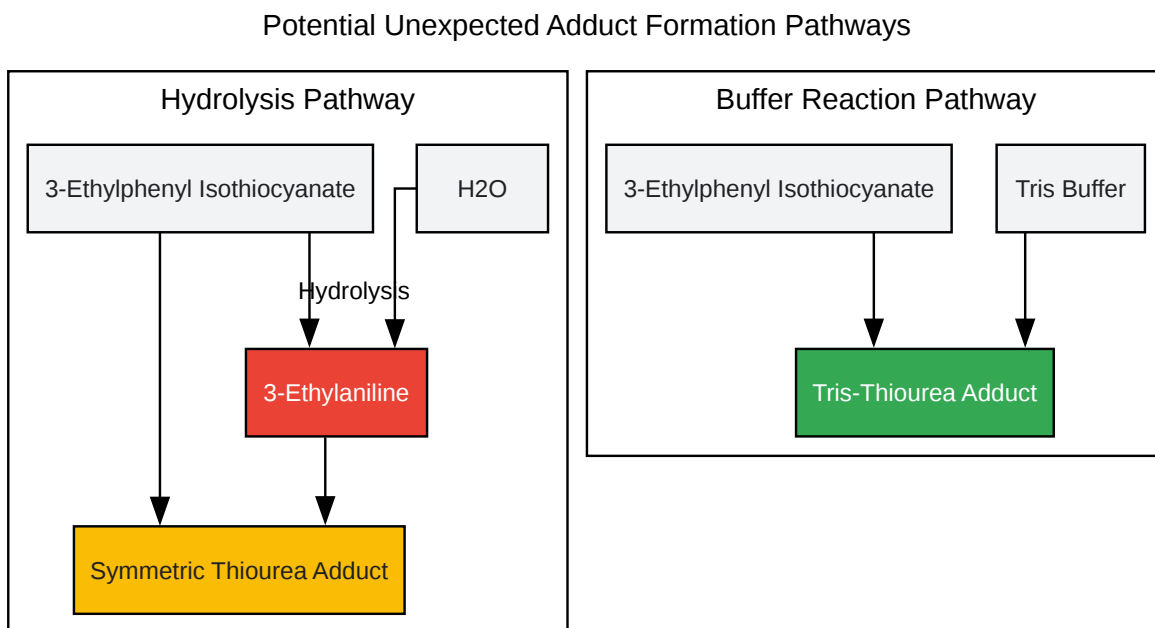 Potential Unexpected Adduct Formation Pathways
Hydrolysis Pathway
3-Ethylphenyl Isothiocyanate
H2O
Hydrolysis
3-Ethylaniline
Symmetric Thiourea Adduct
Buffer Reaction Pathway
3-Ethylphenyl Isothiocyanate
Tris Buffer
Tris-Thiourea Adduct